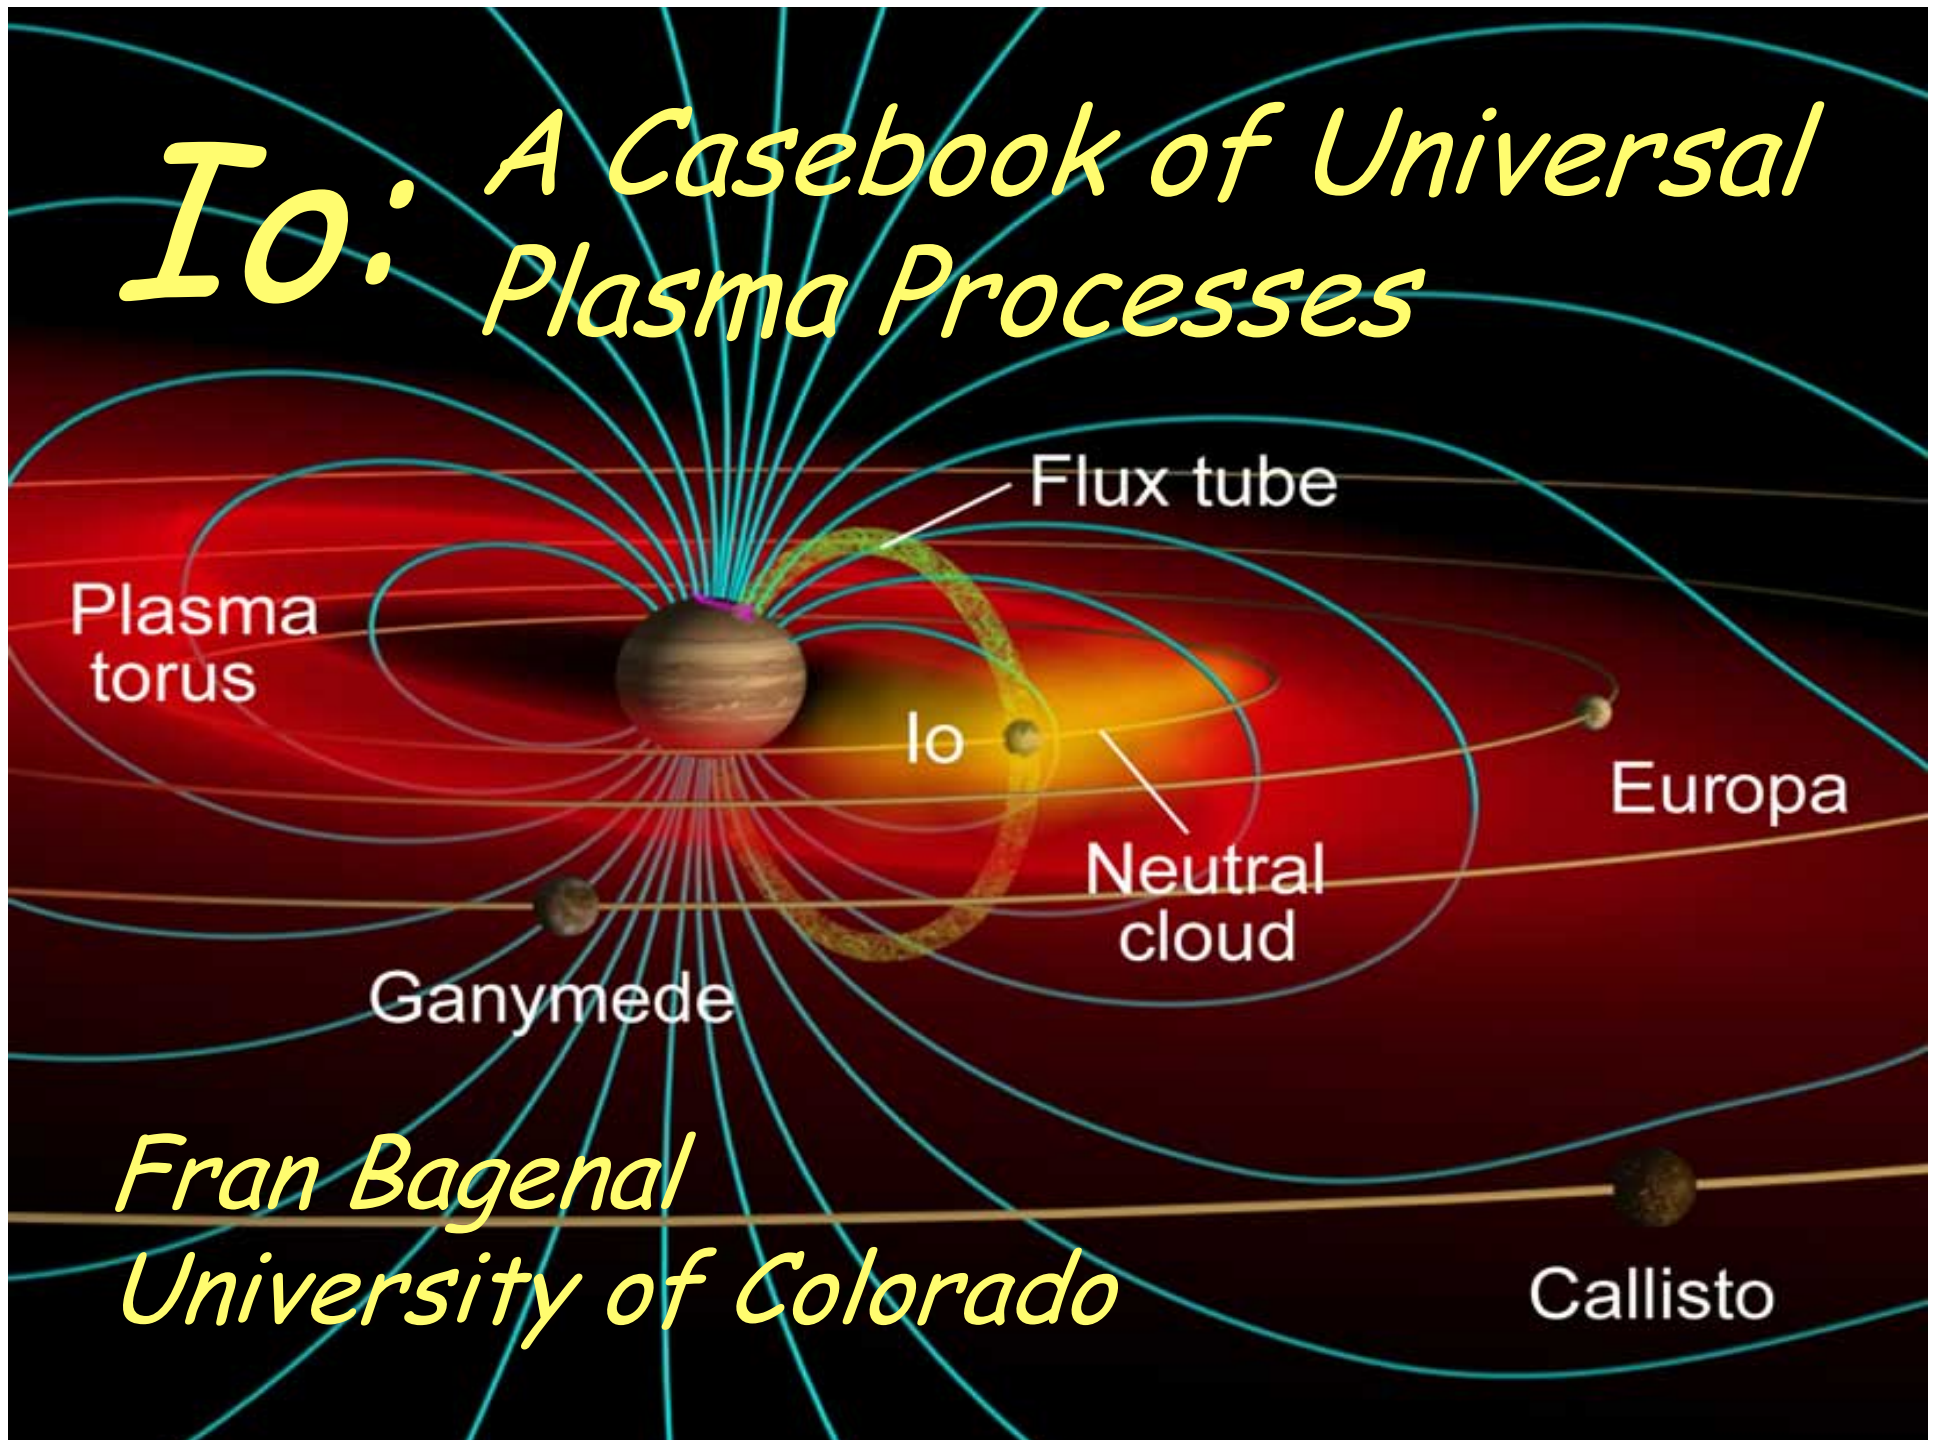 Io:
A Casebook of Universal
Plasma Processes
Flux tube
Plasma
torus
Io
Europa
Neutral
cloud
Ganymede
Fran Bagenal
University of Colorado
Callisto